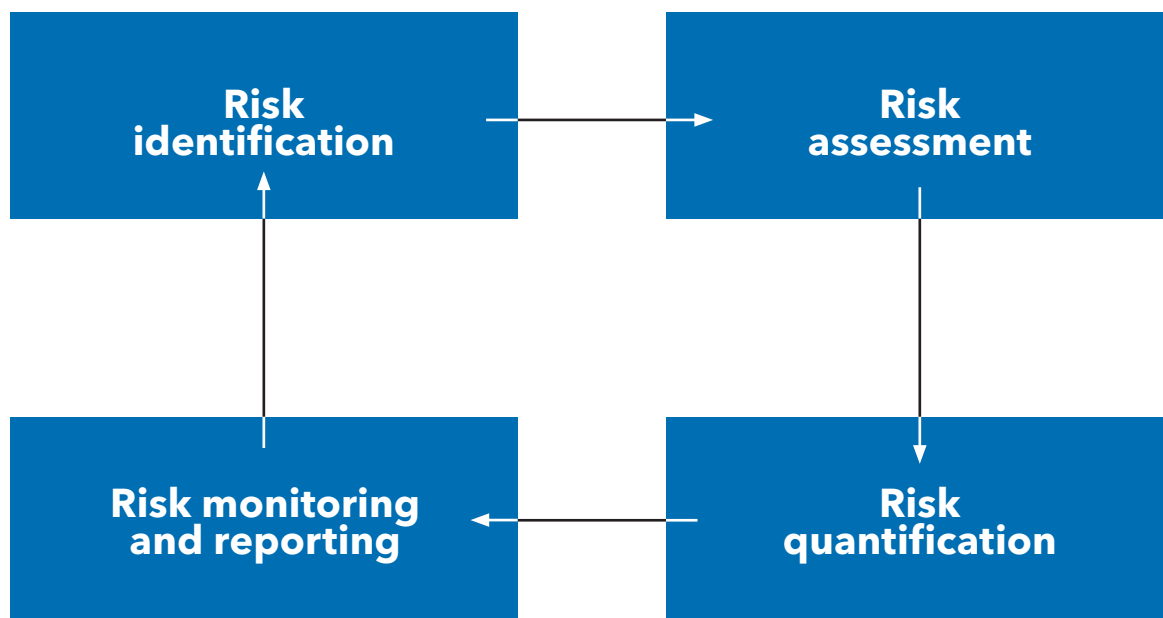 Risk
identification
Risk
assessment
Risk monitoring
and reporting
Risk
quantification